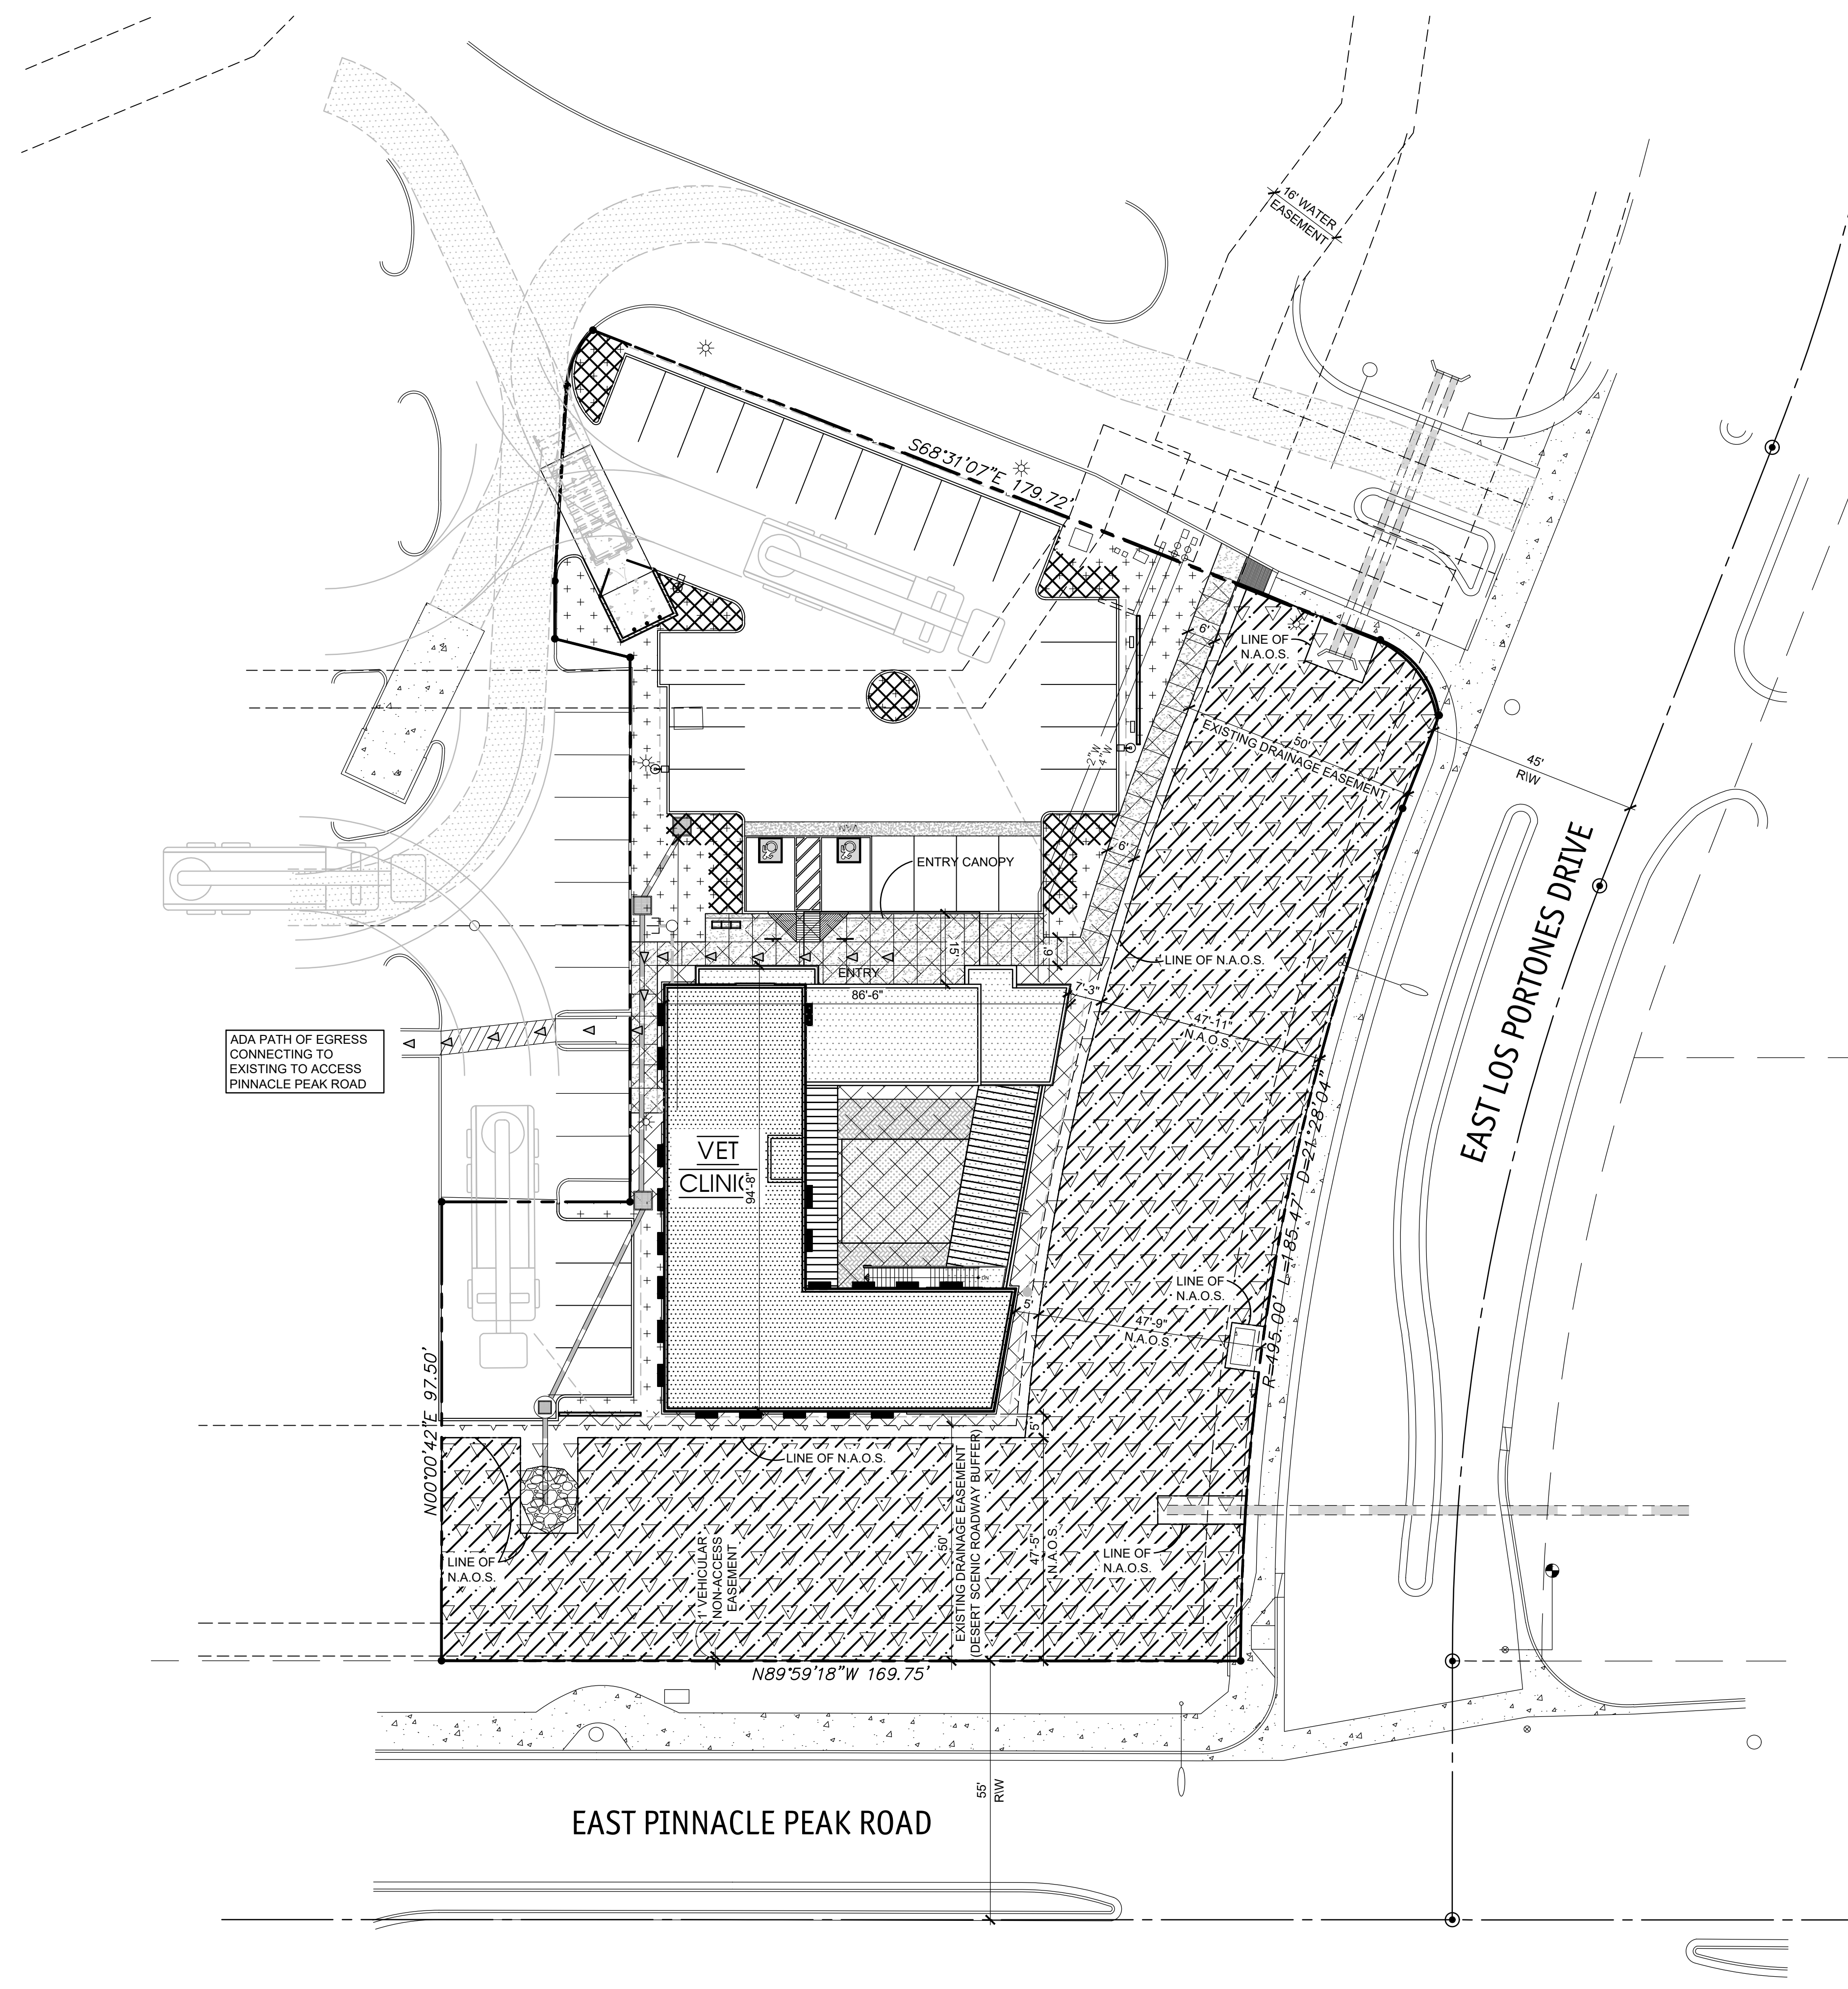 16' WATER
EASEMENT
S68°31'07"E 179.72'
LINE OF
N.A.O.S.
6'
50'
EXISTING DRAINAGE EASEMENT
45'
R\W
2"W
4"W
VAN
6'
ENTRY CANOPY
EAST LOS PORTONES DRIVE
15'
9'
LINE OF N.A.O.S.
ENTRY
86'-6"
7'-3"
47'-11"
N.A.O.S.
ADA PATH OF EGRESS
CONNECTING TO
EXISTING TO ACCESS
PINNACLE PEAK ROAD
VET
CLINIC
94'-8"
DN
R=495.00' L=185.47' D=21°28'04"
LINE OF
N.A.O.S.
5'
47'-9"
N.A.O.S.
N00°00'42"E 97.50'
5'
LINE OF N.A.O.S.
LINE OF
N.A.O.S.
1' VEHICULAR
NON-ACCESS
EASEMENT
50'
EXISTING DRAINAGE EASEMENT
(DESERT SCENIC ROADWAY BUFFER)
47'-5"
N.A.O.S.
LINE OF
N.A.O.S.
N89°59'18"W 169.75'
55'
R\W
EAST PINNACLE PEAK ROAD